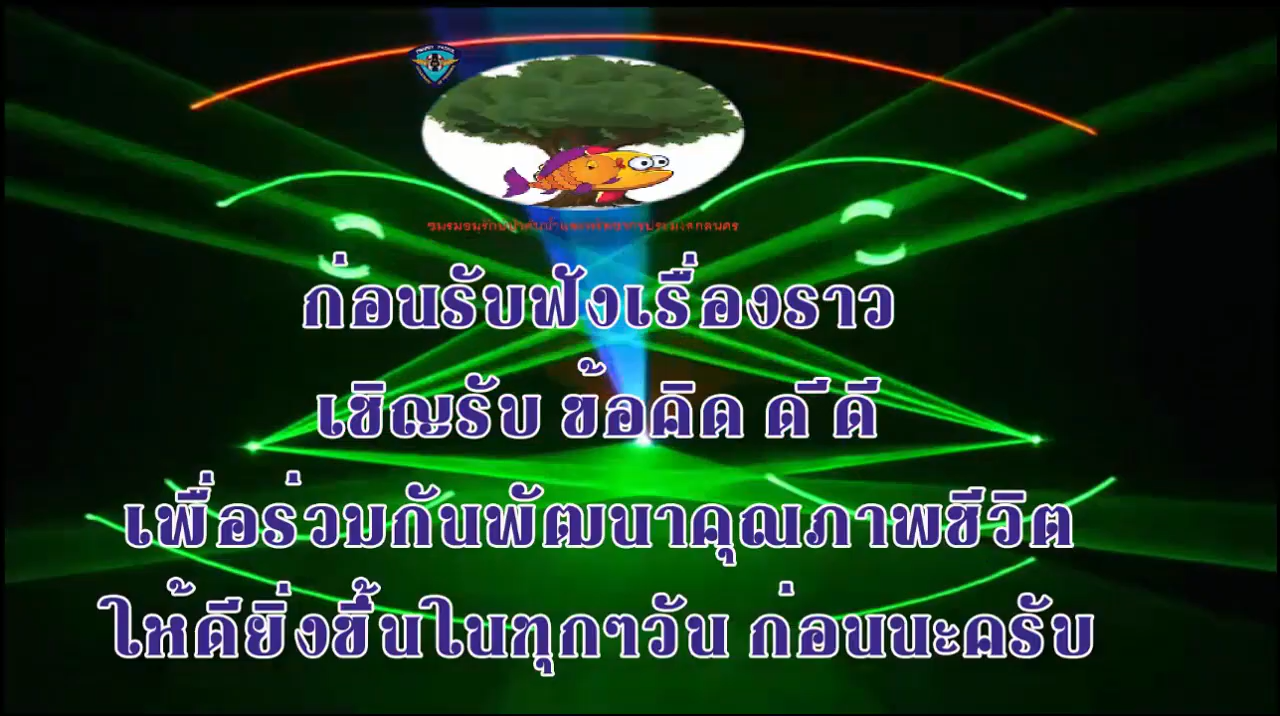 ก่อนรับฟังเรื่องราว
เชิญรับ ข้อคิด ดี ดี
เพื่อร่วมกันพัฒนาคุณภาพชีวิต
ให้ดียิ่งขึ้นในทุกๆวัน ก่อนนะครับ